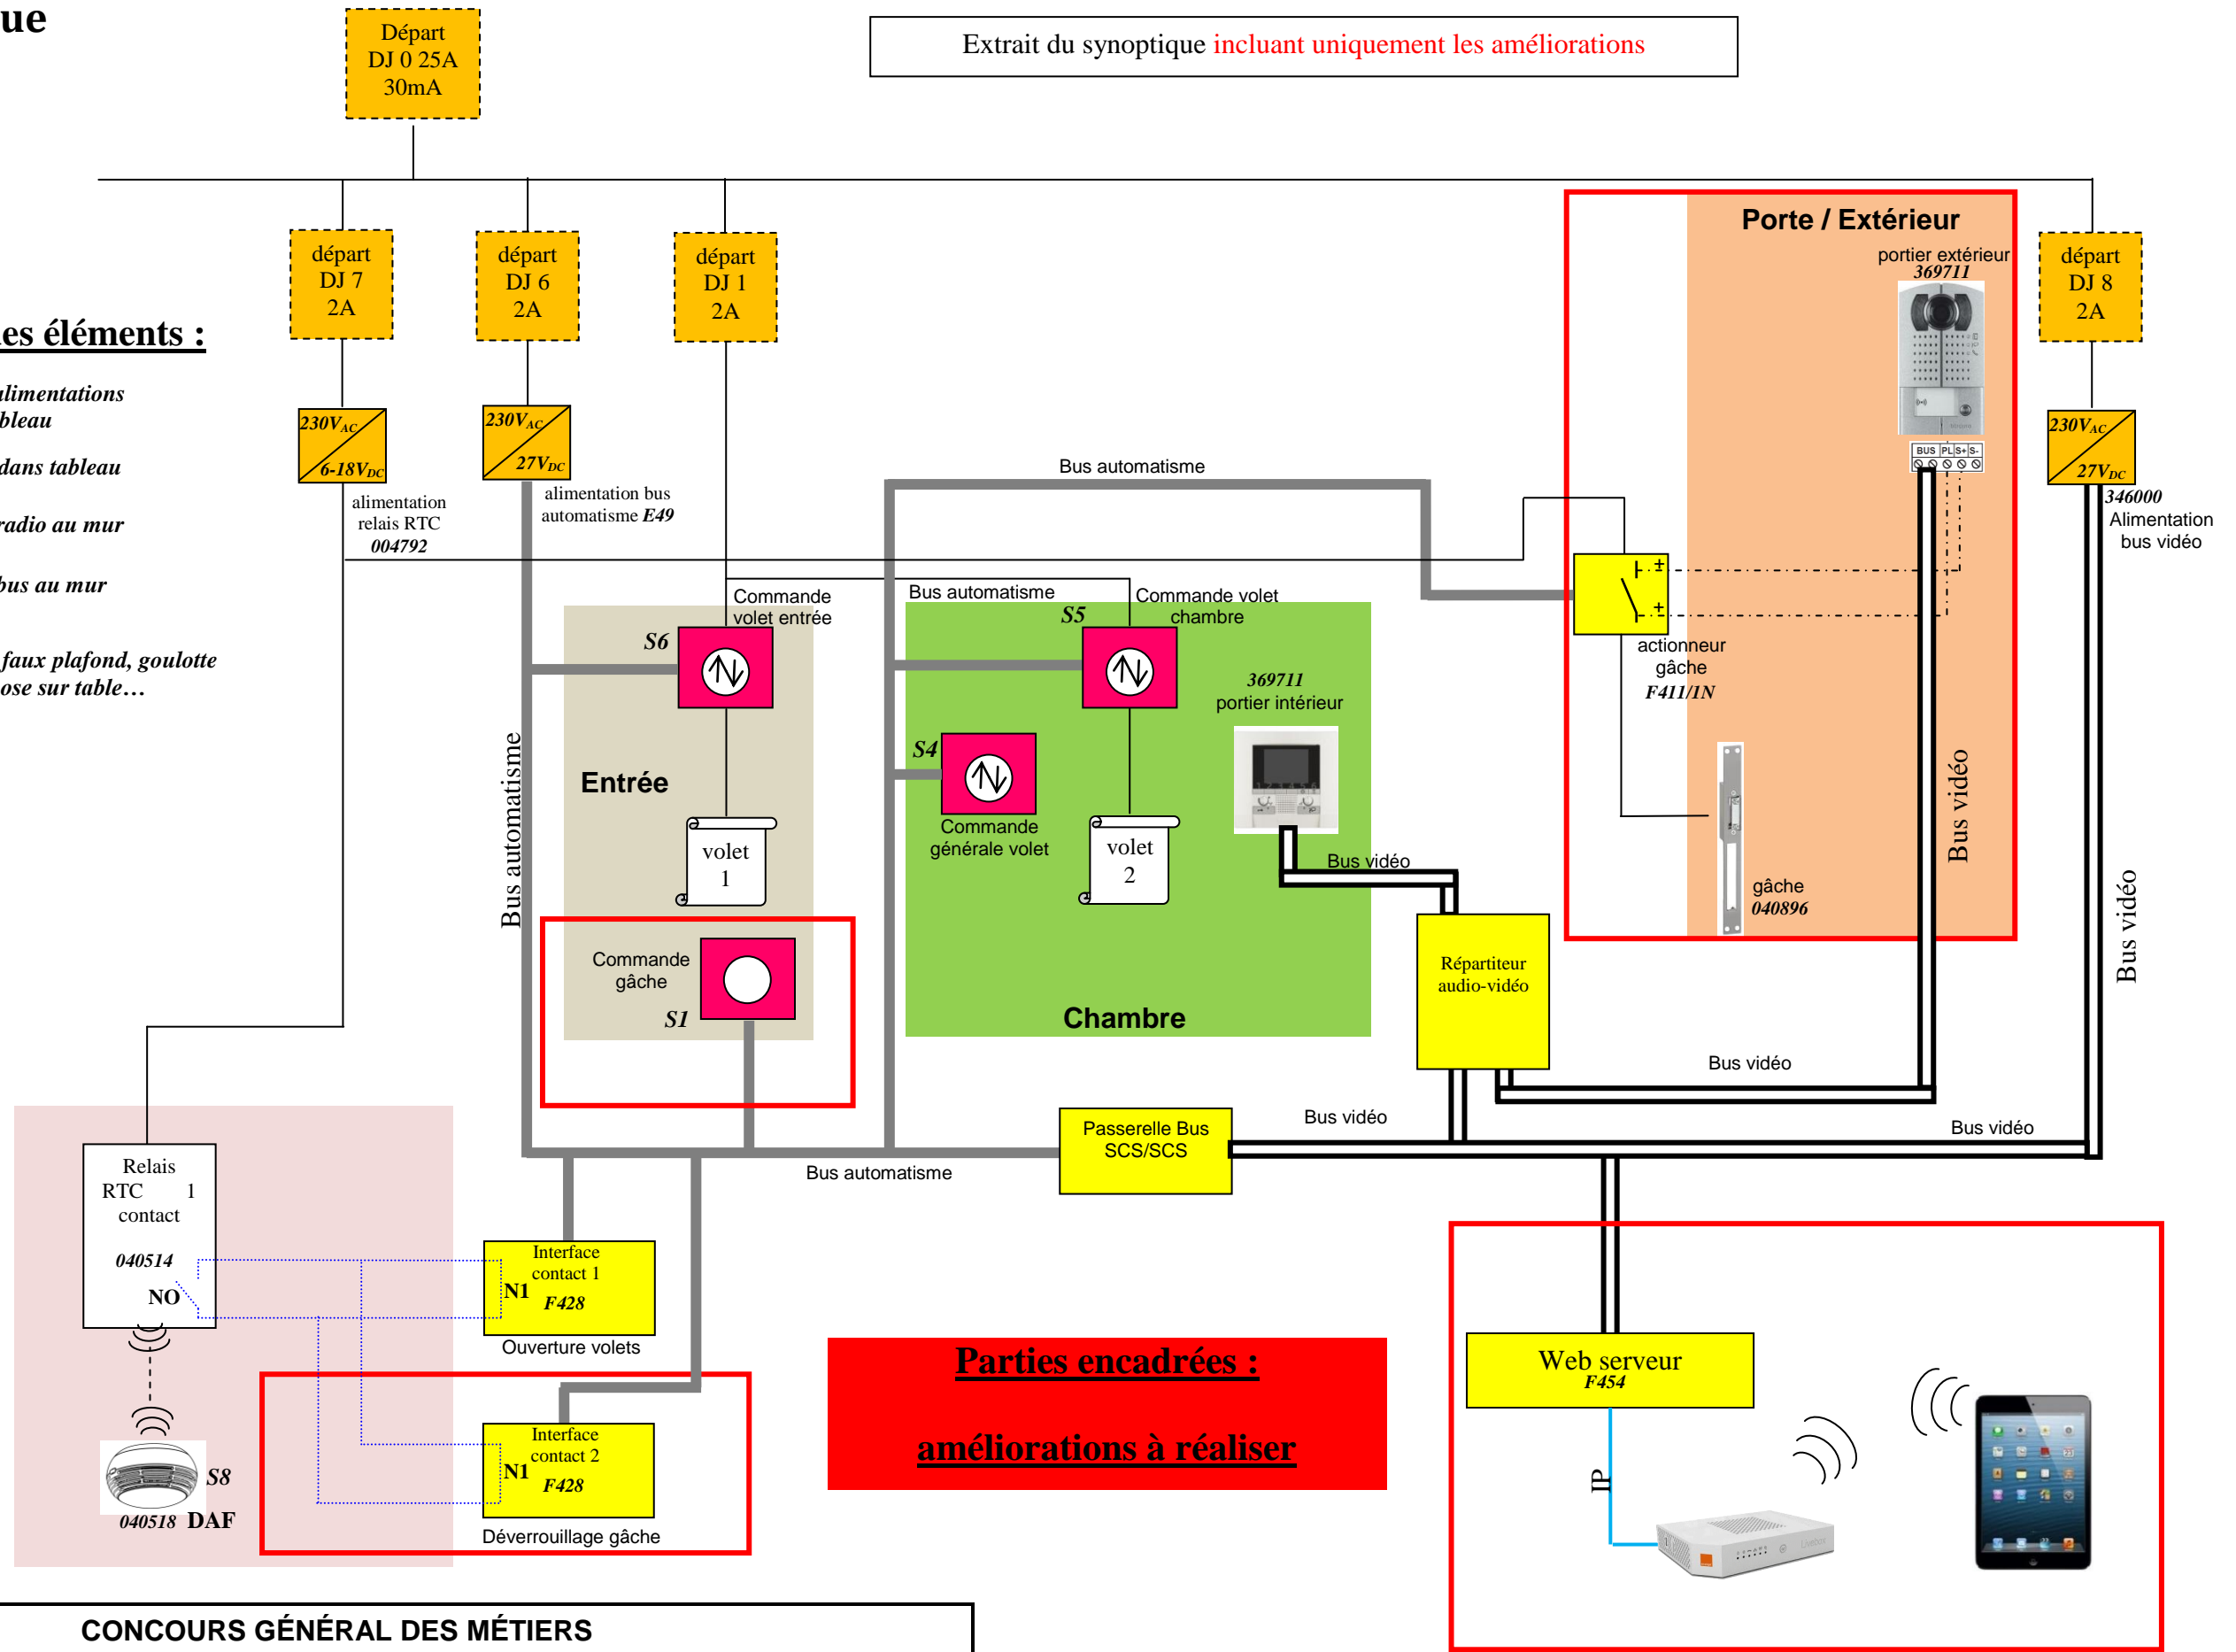 ue
Départ
DJ 0 25A
30mA
Extrait du synoptique incluant uniquement les améliorations
départ
DJ 7
2A
départ
DJ 6
2A
départ
DJ 1
2A
Porte / Extérieur
portier extérieur
369711
BUS PL S+ S-
départ
DJ 8
2A
les éléments :
alimentations
bleau
dans tableau
radio au mur
bus au mur
faux plafond, goulotte
ose sur table…
230VAC
6-18VDC
alimentation
relais RTC
004792
230VAC
27VDC
alimentation bus
automatisme E49
Bus automatisme
230VAC
27VDC
346000
Alimentation
bus vidéo
Commande
volet entrée
S6
Bus automatisme
Commande volet
chambre
S5
+
+
actionneur
gâche
F411/1N
369711
portier intérieur
S4
Commande
générale volet
Entrée
Bus automatisme
volet
1
volet
2
Bus vidéo
gâche
040896
Bus vidéo
Bus vidéo
Commande
gâche
S1
Chambre
Répartiteur
audio-vidéo
Bus vidéo
Bus vidéo
Bus vidéo
Passerelle Bus
SCS/SCS
Bus automatisme
Relais
RTC 1
contact
040514
NO
Interface
contact 1
N1
F428
Ouverture volets
Interface
contact 2
N1
F428
Déverrouillage gâche
S8
040518 DAF
Parties encadrées :
améliorations à réaliser
Web serveur
F454
IP
Livebox
CONCOURS GÉNÉRAL DES MÉTIERS